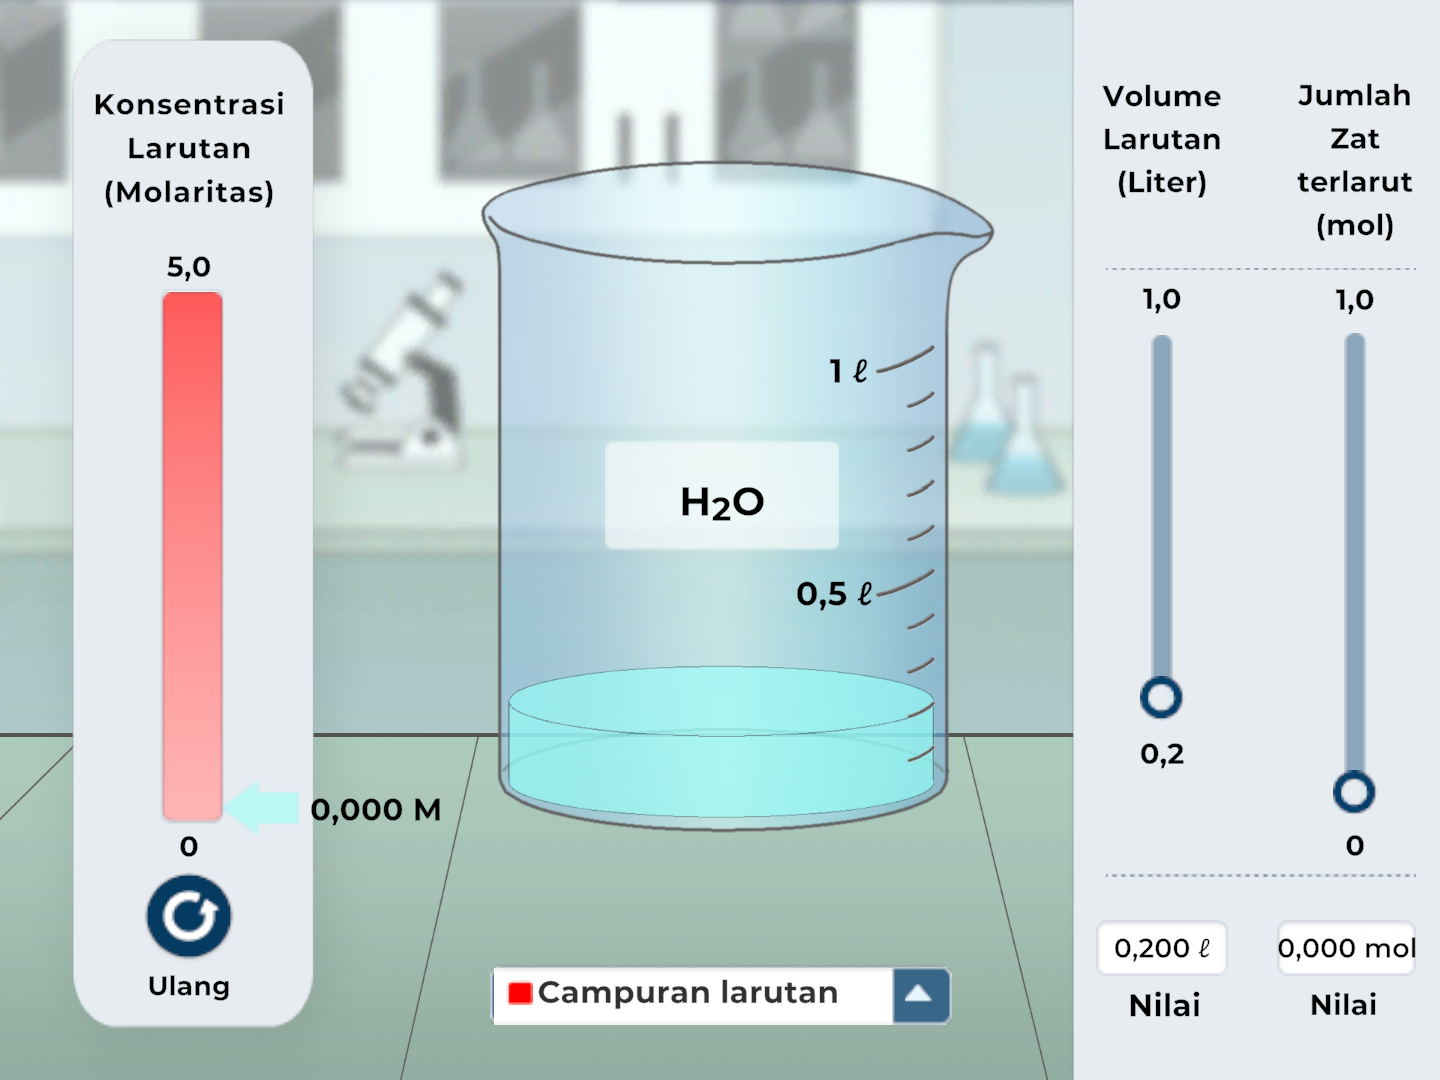 Konsentrasi
Larutan
(Molaritas)
5,0
0,000 M
0
Ulang
1 ℓ
H₂O
0,5 ℓ
Campuran larutan
Volume
Larutan
(Liter)
1,0
0,2
0,200 ℓ
Nilai
Jumlah
Zat
terlarut
(mol)
1,0
0
0,000 mol
Nilai